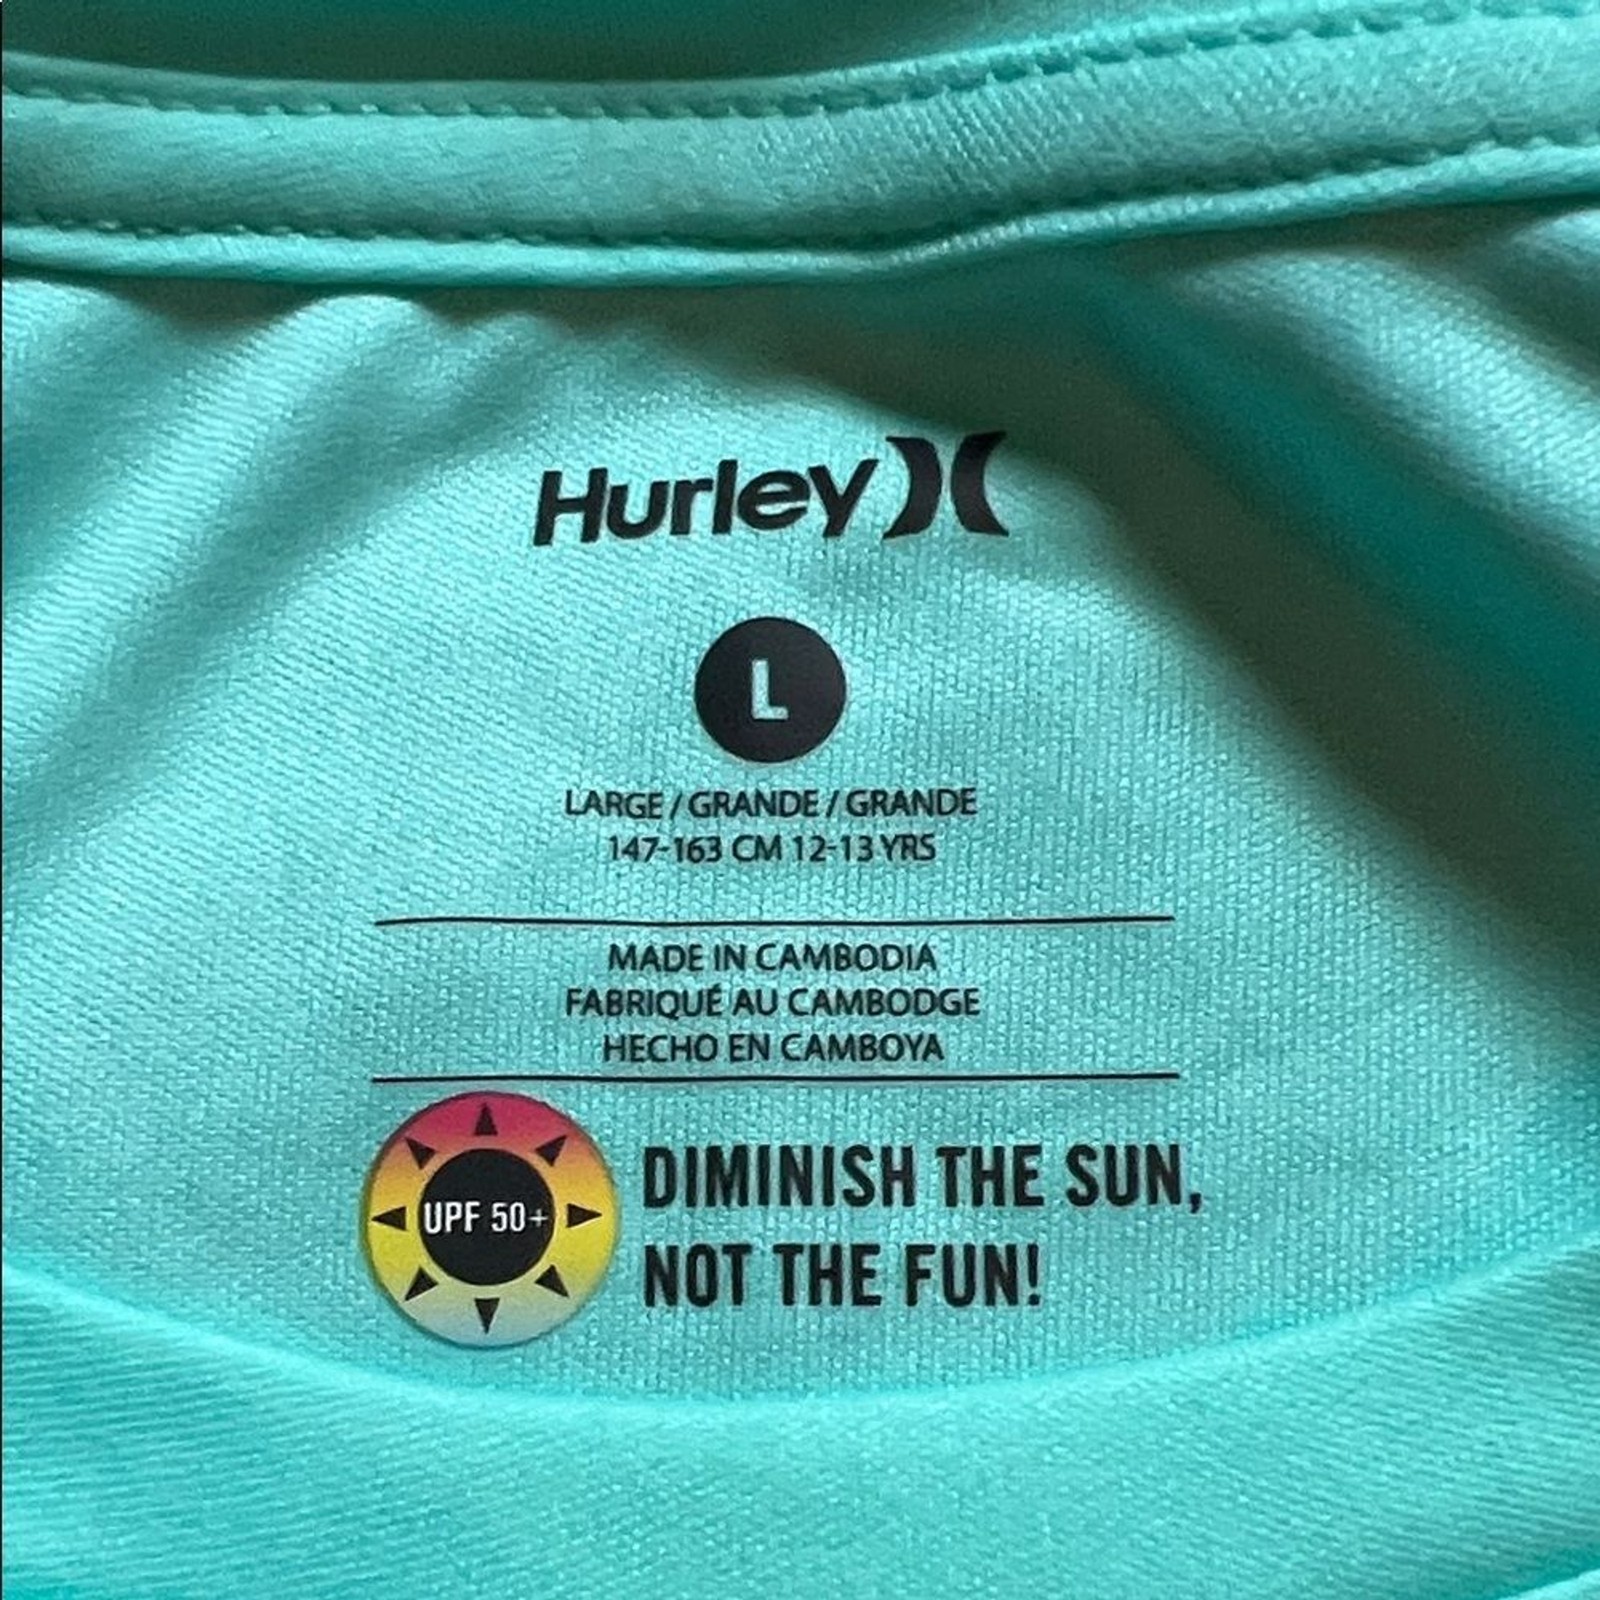 Hurley
L
LARGE / GRANDE / GRANDE
147-163 CM 12-13 YRS
MADE IN CAMBODIA
FABRIQUÉ AU CAMBODGE
HECHO EN CAMBOYA
UPF 50+
DIMINISH THE SUN,
NOT THE FUN!